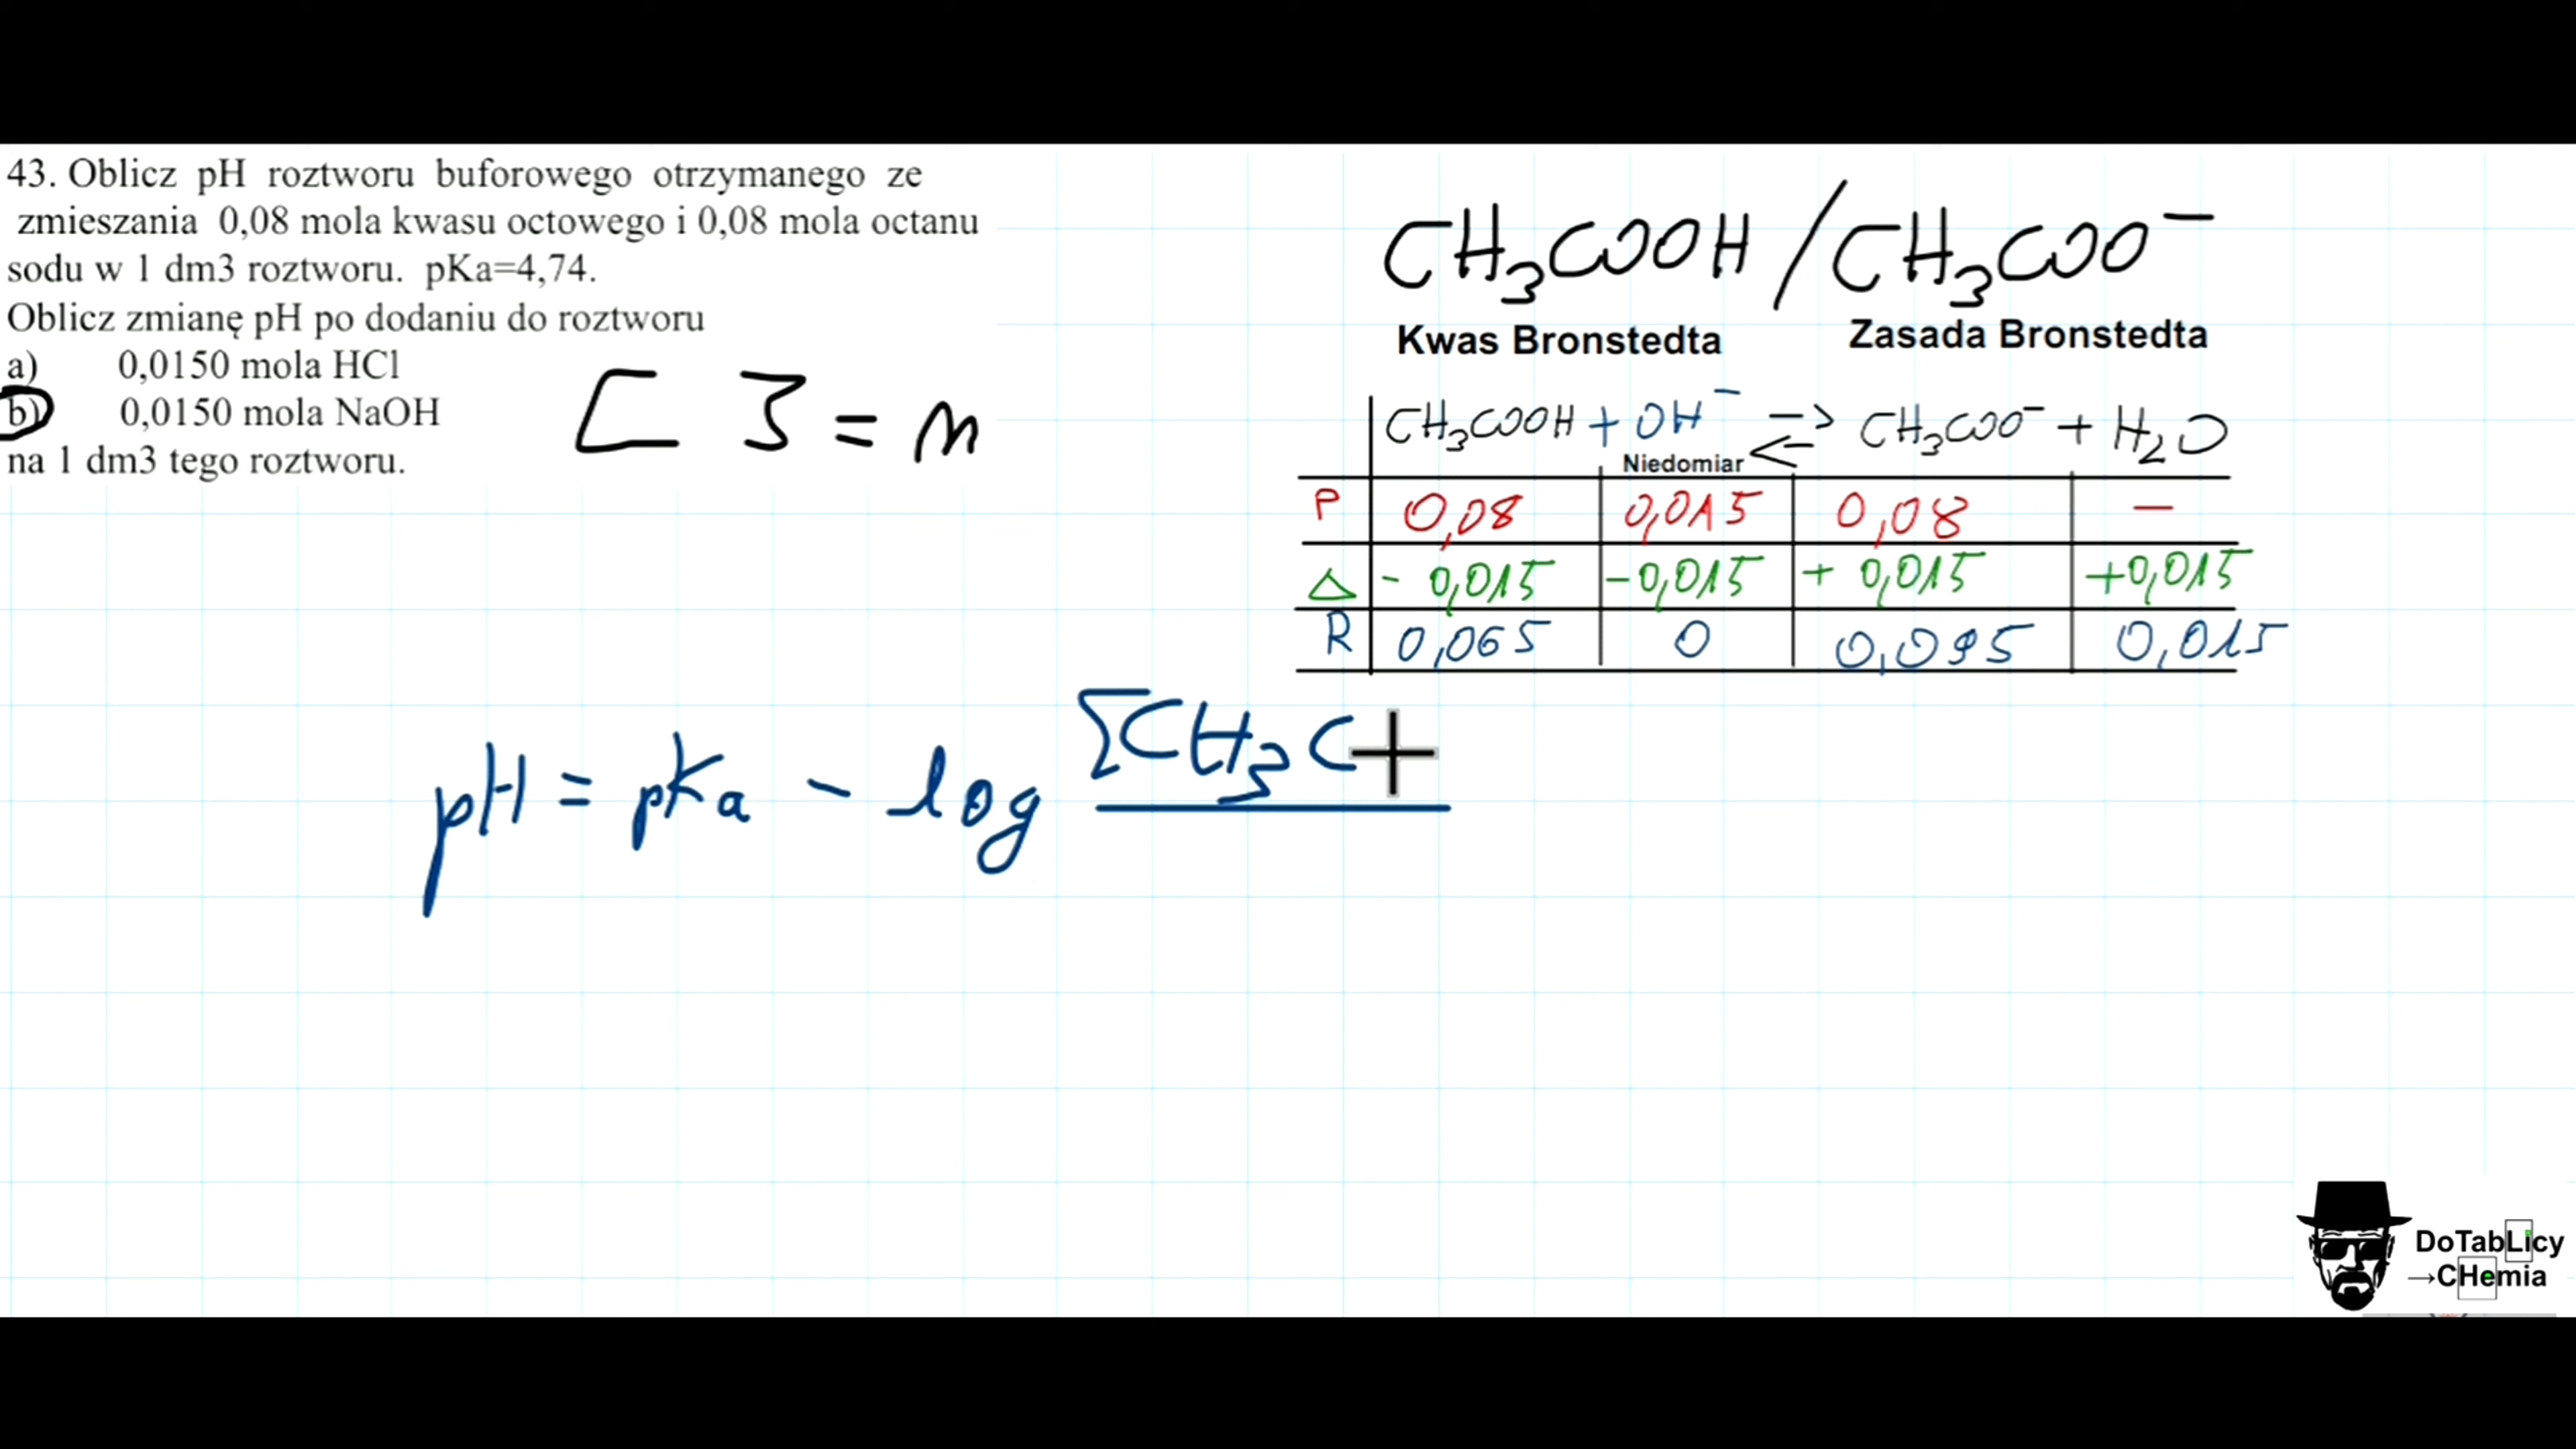 43. Oblicz pH roztworu buforowego otrzymanego ze
zmieszania 0,08 mola kwasu octowego i 0,08 mola octanu
sodu w 1 dm3 roztworu. pKa=4,74.
Oblicz zmianę pH po dodaniu do roztworu
a) 0,0150 mola HCl
b) 0,0150 mola NaOH
na 1 dm3 tego roztworu.
[ ] = n
CH3COOH / CH3COO⁻
Kwas Bronstedta Zasada Bronstedta
CH3COOH + OH⁻ ⇌ CH3COO⁻ + H2O
Niedomiar
P 0,08 0,015 0,08 –
Δ - 0,015 -0,015 + 0,015 +0,015
R 0,065 0 0,095 0,015
pH = pKa - log [CH3C
DoTabLicy
→CHemia